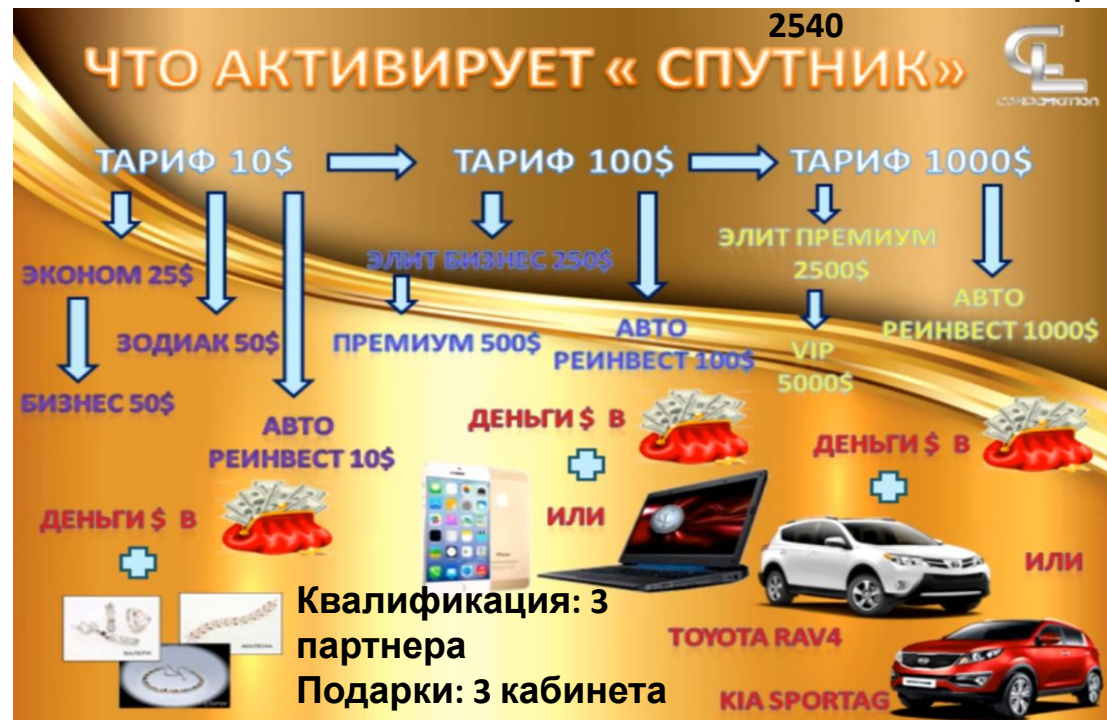 2540
ЧТО АКТИВИРУЕТ « СПУТНИК»
CL
CORPORATION
ТАРИФ 10$
ТАРИФ 100$
ТАРИФ 1000$
ЭКОНОМ 25$
ЗОДИАК 50$
БИЗНЕС 50$
АВТО
РЕИНВЕСТ 10$
ЭЛИТ БИЗНЕС 250$
ПРЕМИУМ 500$
АВТО
РЕИНВЕСТ 100$
ЭЛИТ ПРЕМИУМ
2500$
VIP
5000$
АВТО
РЕИНВЕСТ 1000$
ДЕНЬГИ $ В
ДЕНЬГИ $ В
ДЕНЬГИ $ В
ИЛИ
ИЛИ
Квалификация: 3
партнера
Подарки: 3 кабинета
TOYOTA RAV4
KIA SPORTAG